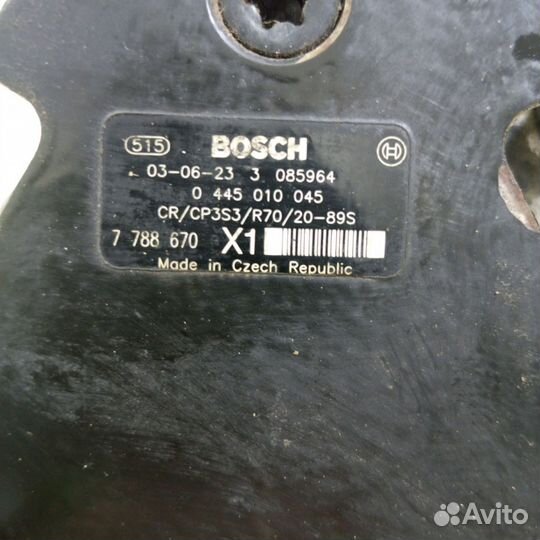 515 BOSCH
03-06-23 3 085964
0 445 010 045
CR/CP3S3/R70/20-89S
7 788 670 X1
Made in Czech Republic
Avito